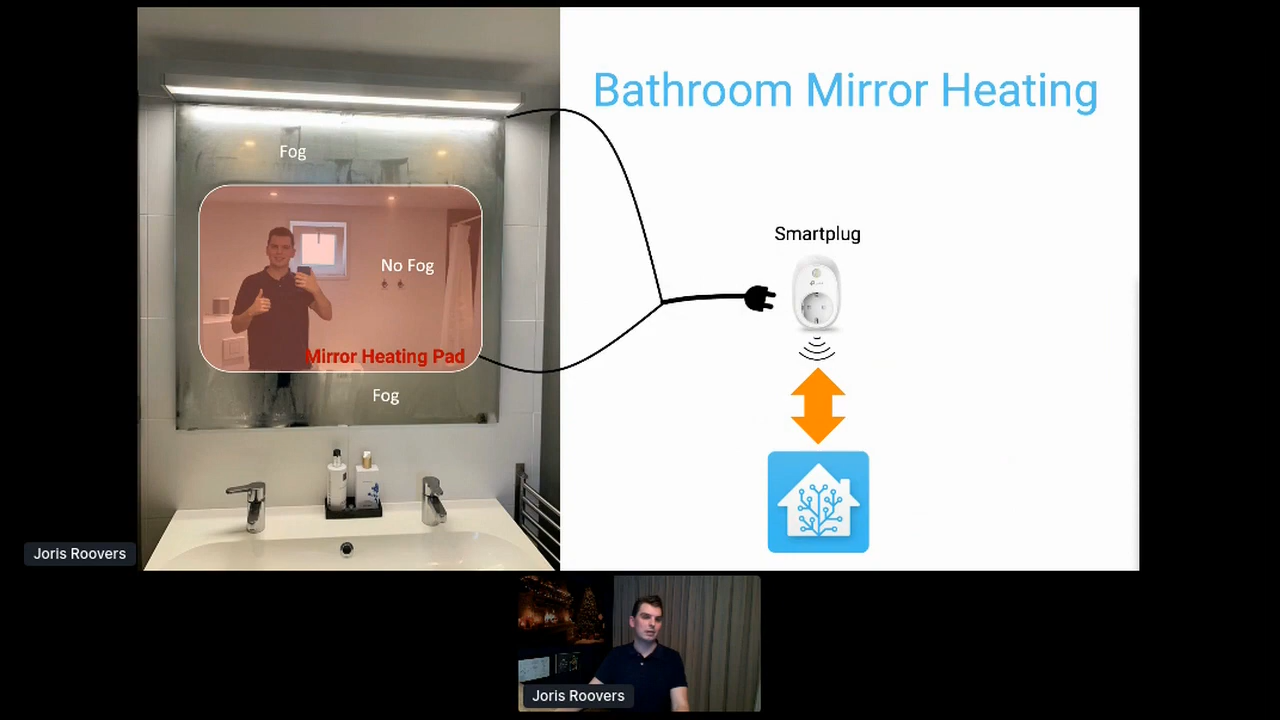 Bathroom Mirror Heating
Fog
Smartplug
No Fog
Mirror Heating Pad
Fog
Joris Roovers
Joris Roovers